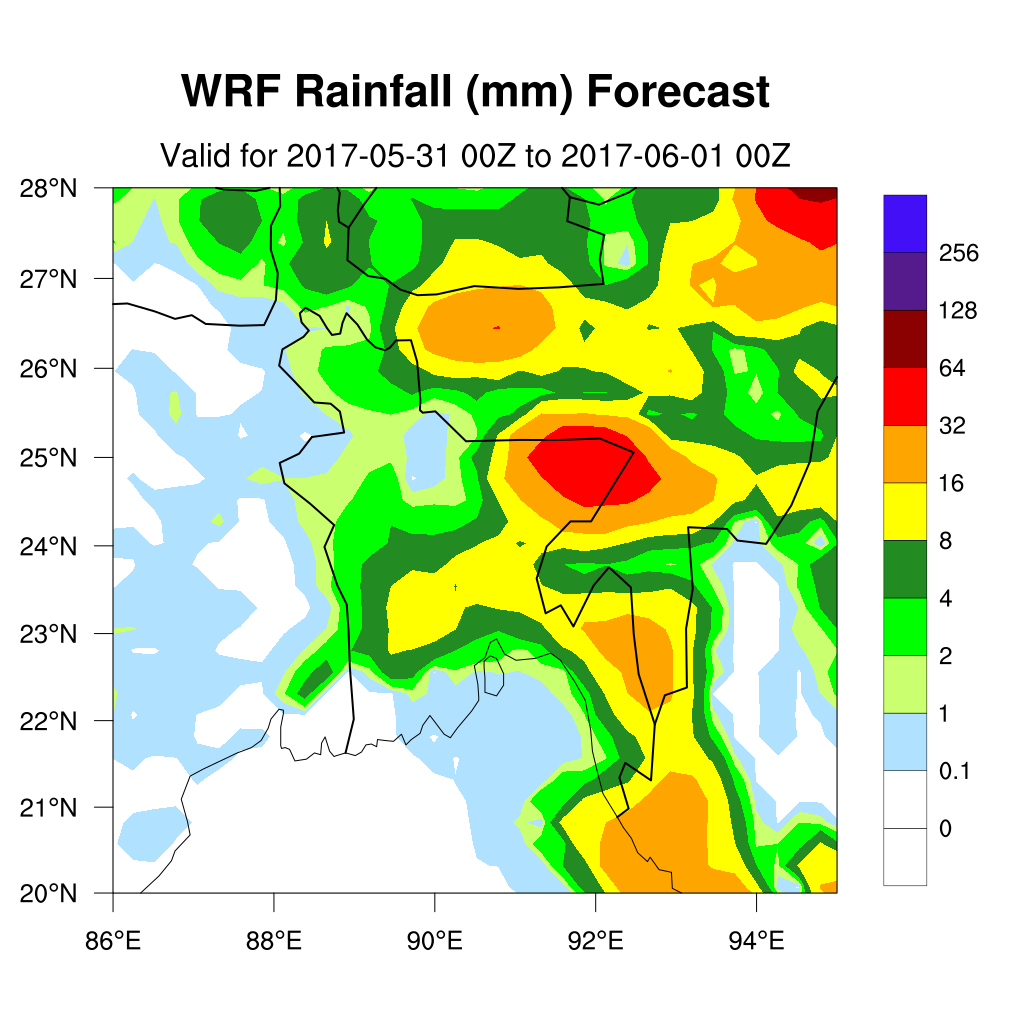 WRF Rainfall (mm) Forecast
Valid for 2017-05-31 00Z to 2017-06-01 00Z
28°N
27°N
26°N
25°N
24°N
23°N
22°N
21°N
20°N
86°E 88°E 90°E 92°E 94°E
256
128
64
32
16
8
4
2
1
0.1
0